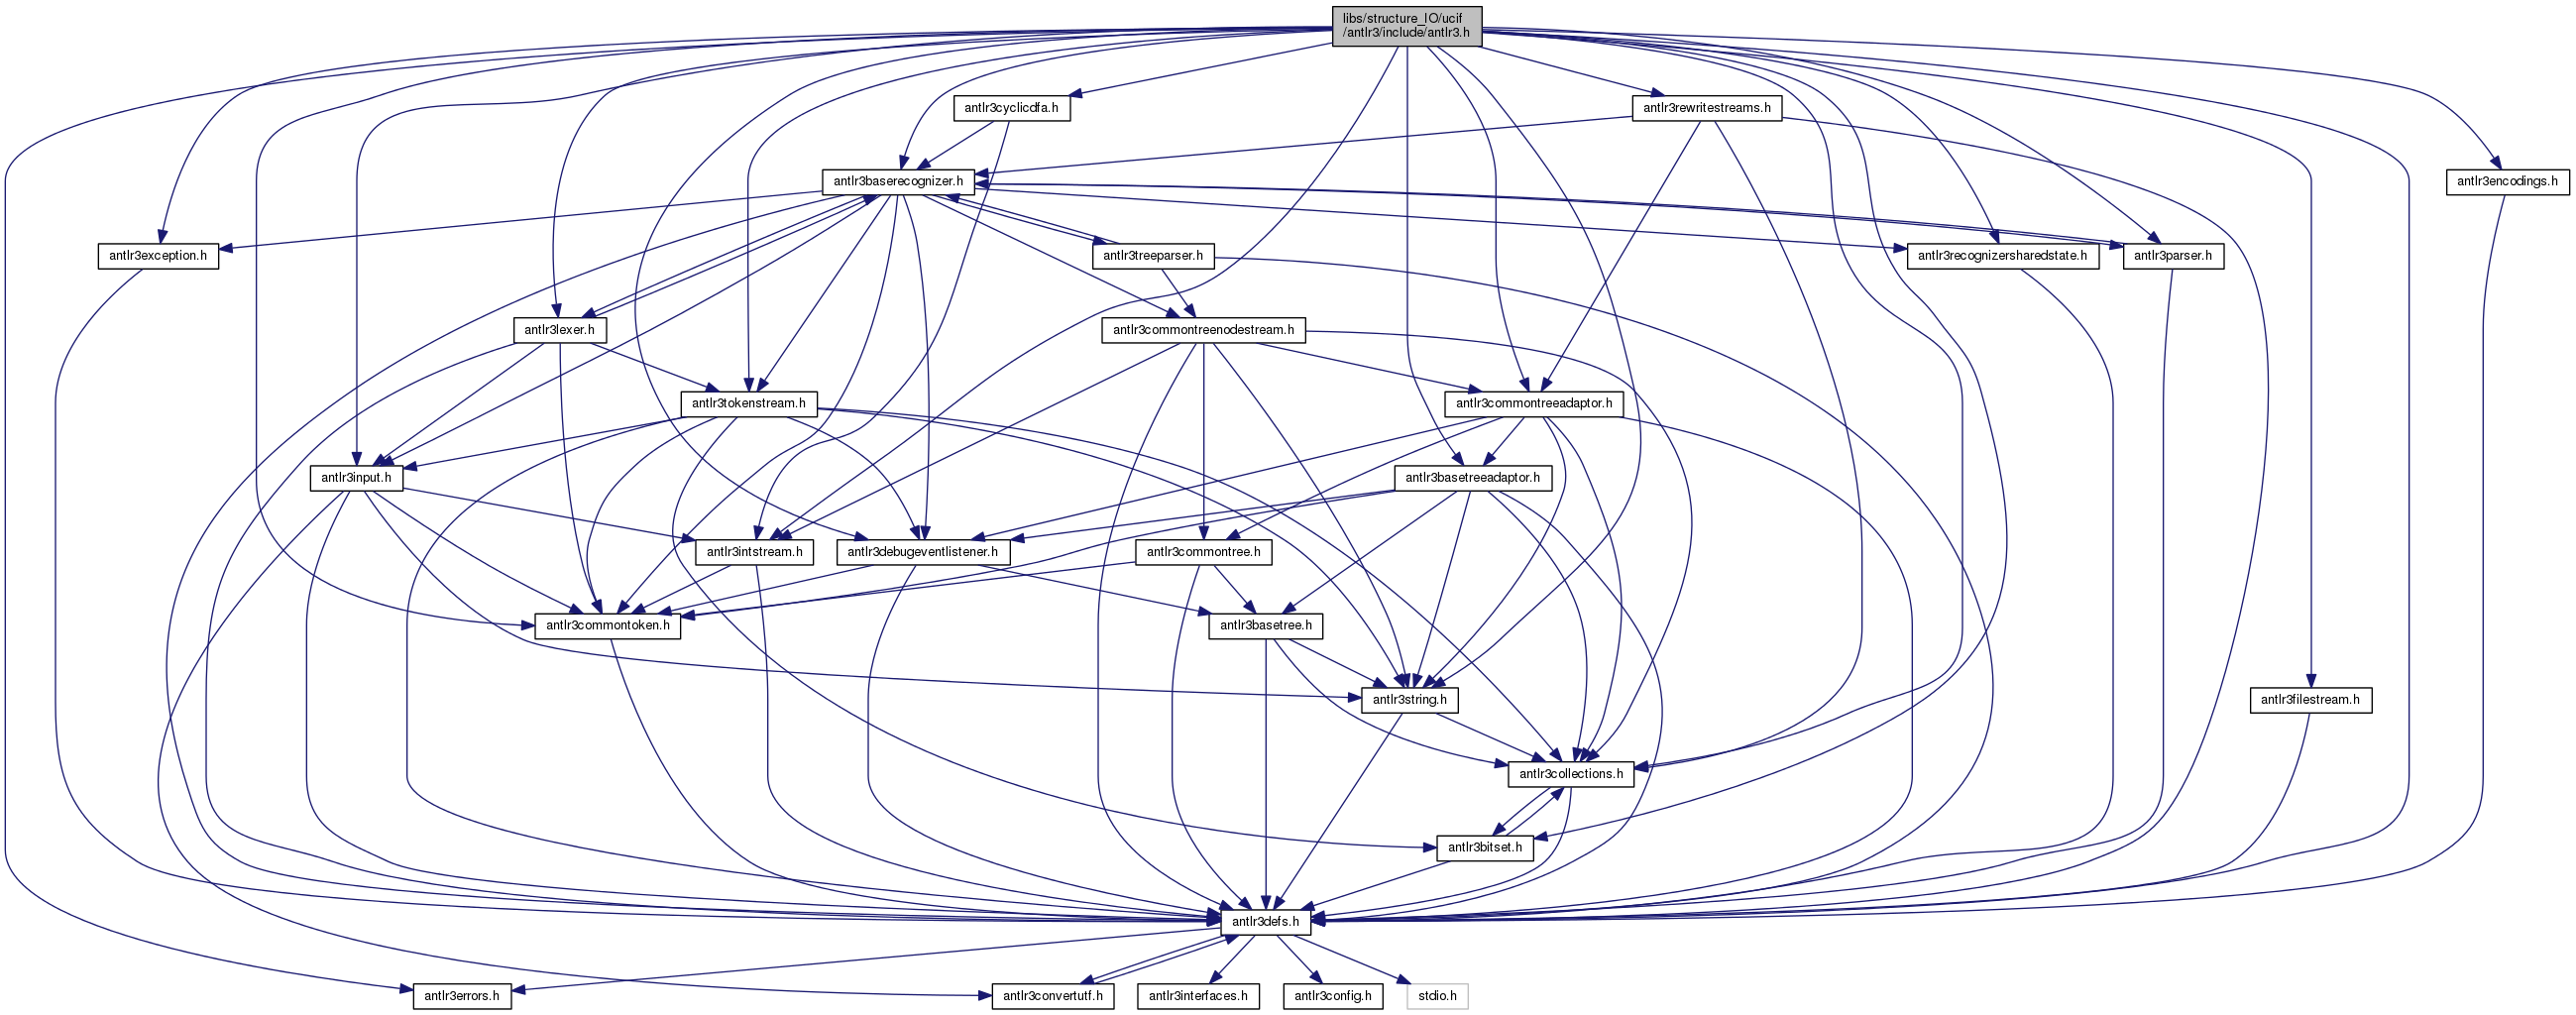 libs/structure_IO/ucif
/antlr3/include/antlr3.h
antlr3cyclicdfa.h
antlr3rewritestreams.h
antlr3baserecognizer.h
antlr3encodings.h
antlr3exception.h
antlr3treeparser.h
antlr3recognizersharedstate.h
antlr3parser.h
antlr3lexer.h
antlr3commontreenodestream.h
antlr3tokenstream.h
antlr3commontreeadaptor.h
antlr3input.h
antlr3basetreeadaptor.h
antlr3intstream.h
antlr3debugeventlistener.h
antlr3commontree.h
antlr3commontoken.h
antlr3basetree.h
antlr3string.h
antlr3filestream.h
antlr3collections.h
antlr3bitset.h
antlr3defs.h
antlr3errors.h
antlr3convertutf.h
antlr3interfaces.h
antlr3config.h
stdio.h